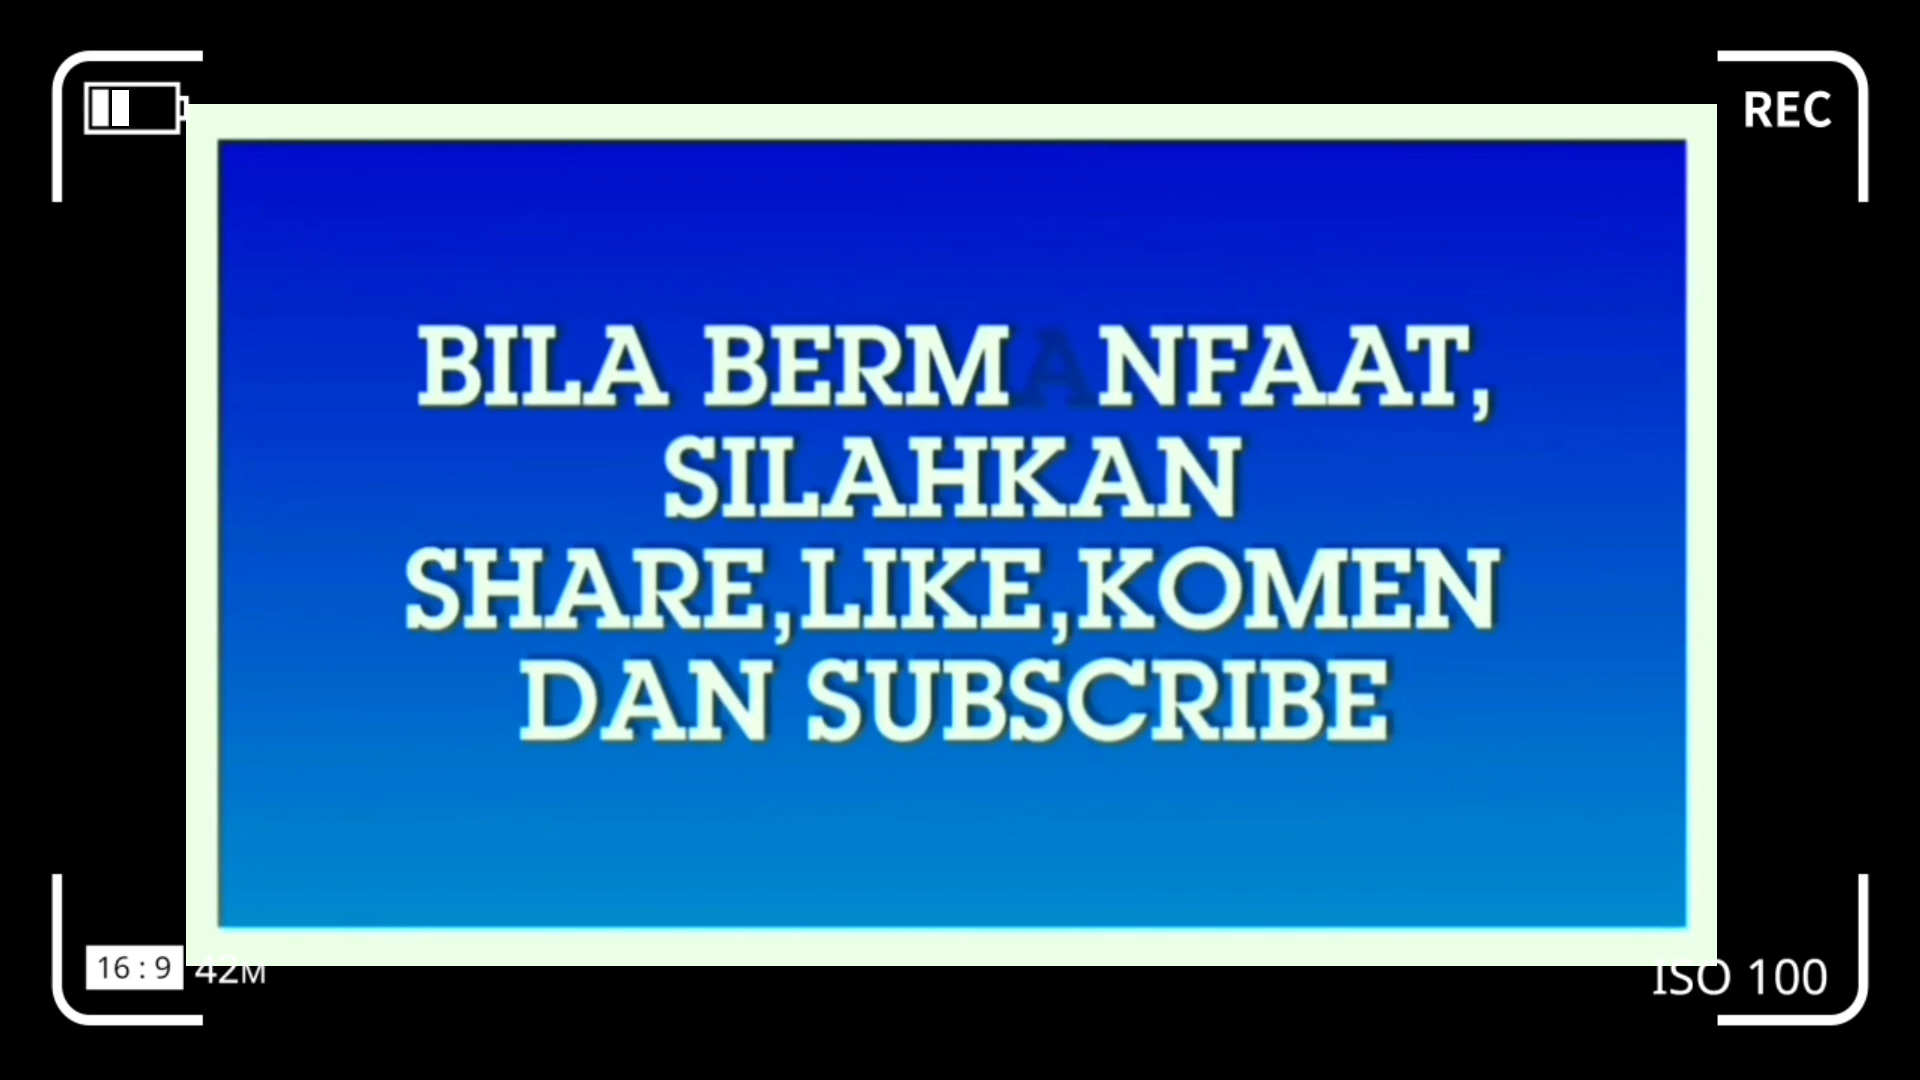 REC
BILA BERMANFAAT,
SILAHKAN
SHARE,LIKE,KOMEN
DAN SUBSCRIBE
16 : 9 42M
ISO 100